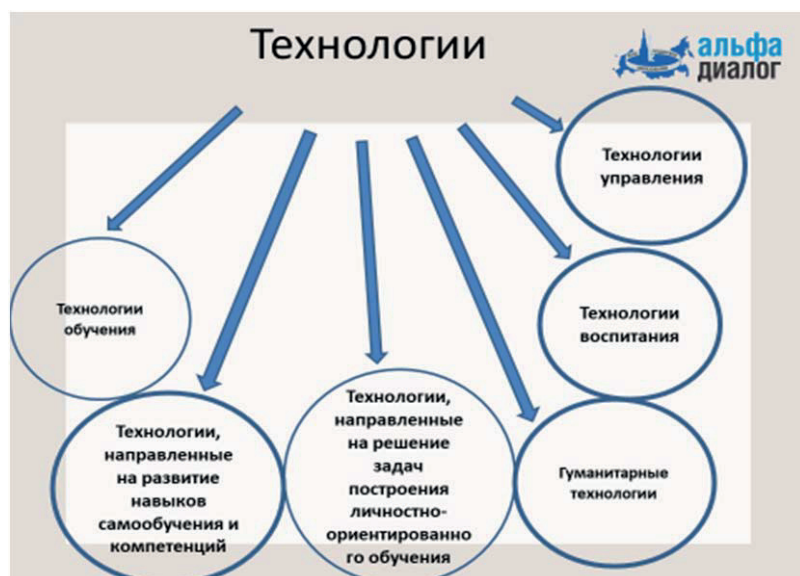 Технологии
альфа
диалог
Технологии
управления
Технологии
обучения
Технологии
воспитания
Технологии,
направленные
на развитие
навыков
самообучения и
компетенций
Технологии,
направленные
на решение
задач
построения
личностно-
ориентированно
го обучения
Гуманитарные
технологии